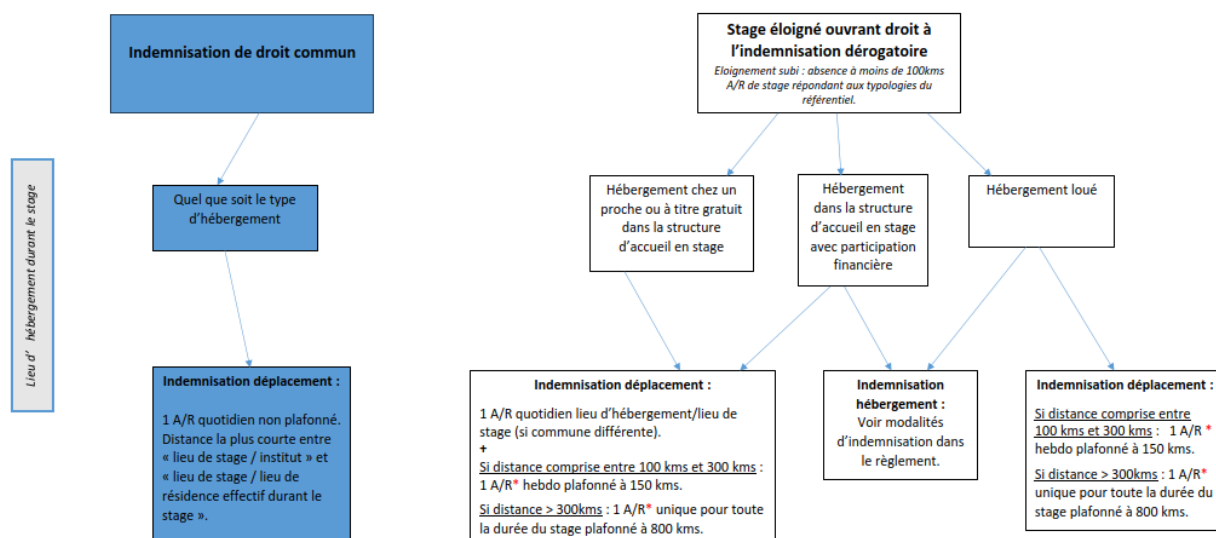 Indemnisation de droit commun
Stage éloigné ouvrant droit à
l'indemnisation dérogatoire
Eloignement subi : absence à moins de 100kms
A/R de stage répondant aux typologies du
référentiel.
Lieu d' hébergement durant le stage
Quel que soit le type
d'hébergement
Hébergement chez un
proche ou à titre gratuit
dans la structure
d'accueil en stage
Hébergement
dans la structure
d'accueil en stage
avec participation
financière
Hébergement loué
Indemnisation déplacement :
1 A/R quotidien non plafonné.
Distance la plus courte entre
« lieu de stage / institut » et
« lieu de stage / lieu de
résidence effectif durant le
stage ».
Indemnisation déplacement :
1 A/R quotidien lieu d'hébergement/lieu de
stage (si commune différente).
+
Si distance comprise entre 100 kms et 300 kms :
1 A/R* hebdo plafonné à 150 kms.
Si distance > 300kms : 1 A/R* unique pour toute
la durée du stage plafonné à 800 kms.
Indemnisation
hébergement :
Voir modalités
d'indemnisation dans
le règlement.
Indemnisation déplacement :
Si distance comprise entre
100 kms et 300 kms : 1 A/R *
hebdo plafonné à 150 kms.
Si distance > 300kms : 1 A/R*
unique pour toute la durée du
stage plafonné à 800 kms.